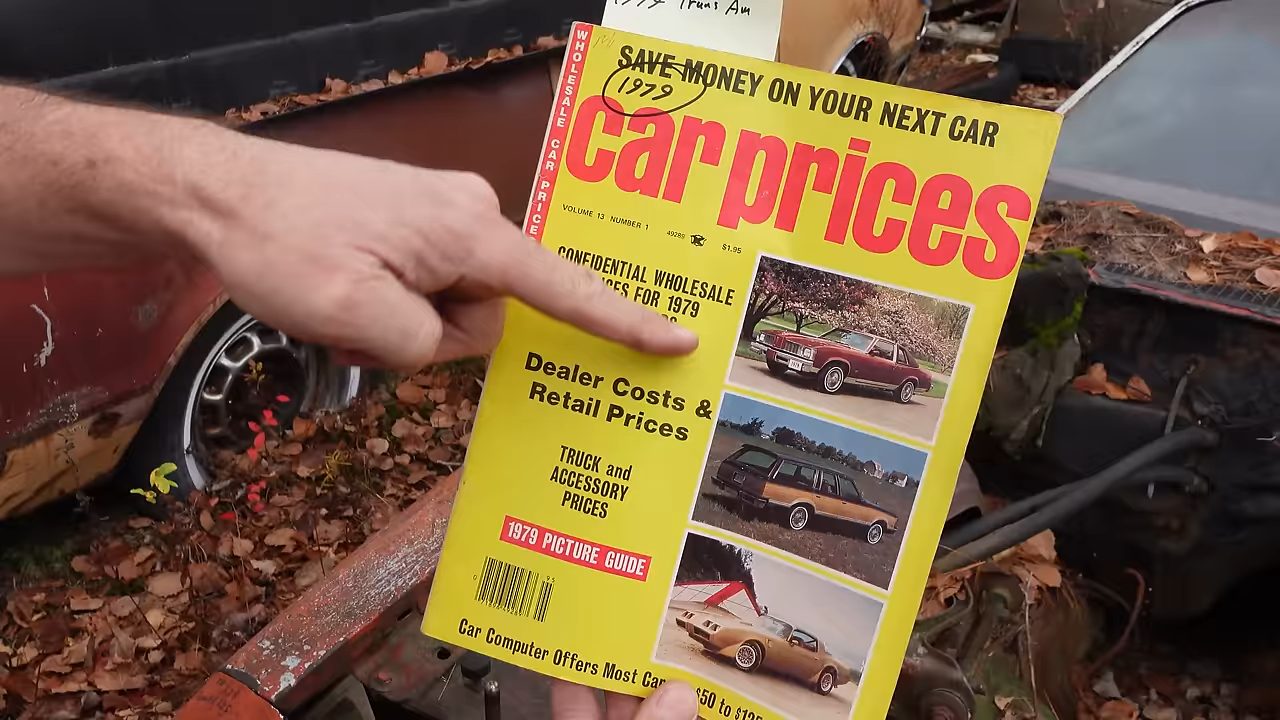 1979 Trans Am
WHOLESALE CAR PRICE
SAVE MONEY ON YOUR NEXT CAR
1979
car prices
VOLUME 13 NUMBER 1
49289
$1.95
CONFIDENTIAL WHOLESALE
FOR 1979
Dealer Costs &
Retail Prices
TRUCK and
ACCESSORY
PRICES
1979 PICTURE GUIDE
Car Computer Offers Most
$50 to